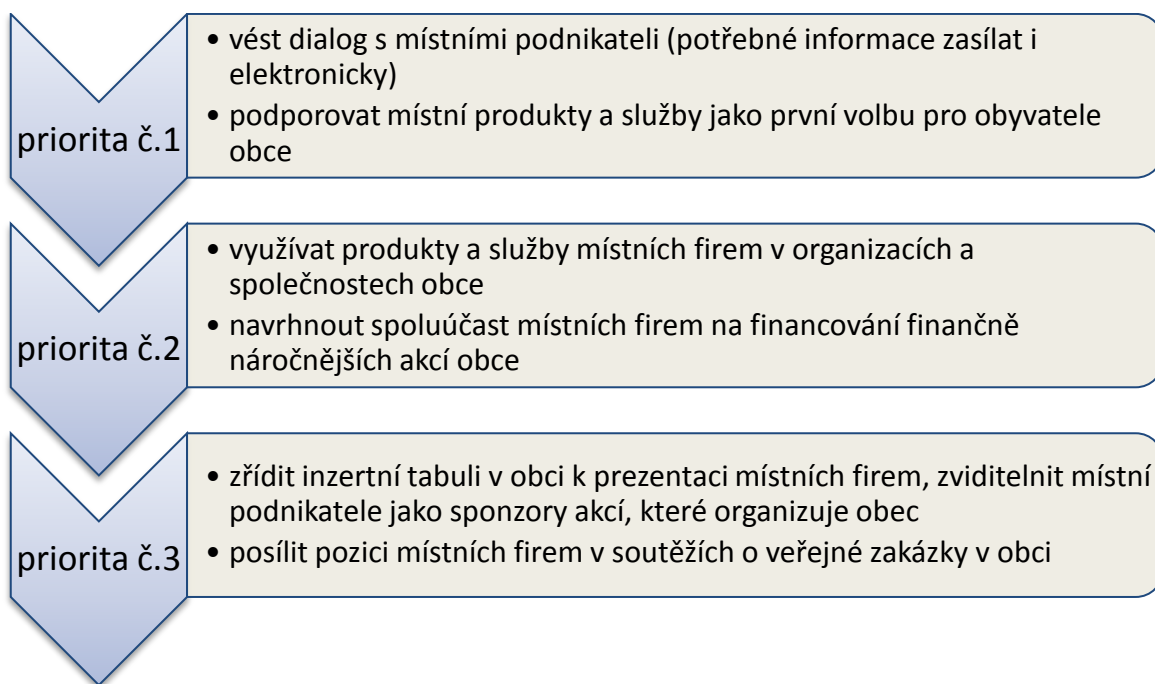 priorita č.1
• vést dialog s místními podnikateli (potřebné informace zasílat i
elektronicky)
• podporovat místní produkty a služby jako první volbu pro obyvatele
obce
priorita č.2
• využívat produkty a služby místních firem v organizacích a
společnostech obce
• navrhnout spoluúčast místních firem na financování finančně
náročnějších akcí obce
priorita č.3
• zřídit inzertní tabuli v obci k prezentaci místních firem, zviditelnit místní
podnikatele jako sponzory akcí, které organizuje obec
• posílit pozici místních firem v soutěžích o veřejné zakázky v obci